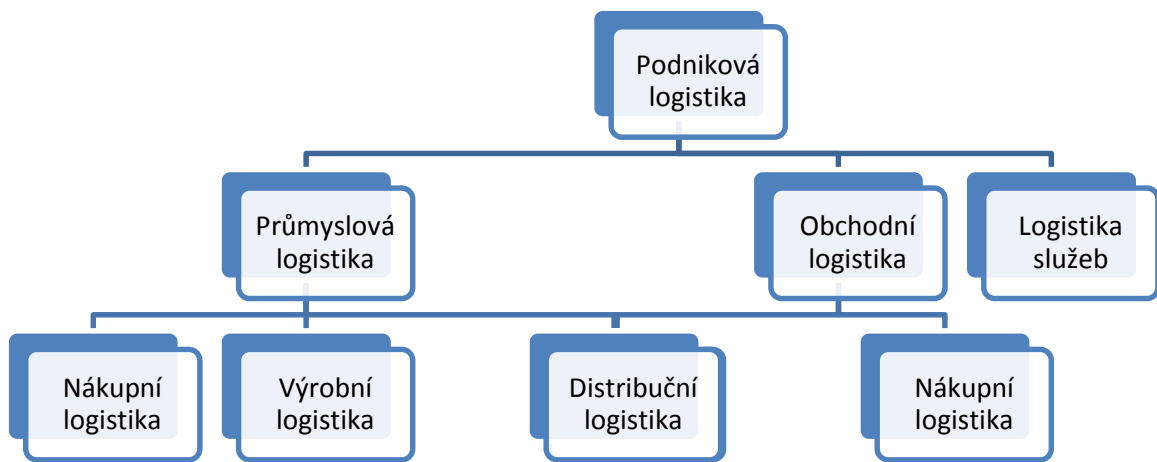 Podniková
logistika
Průmyslová
logistika
Obchodní
logistika
Logistika
služeb
Nákupní
logistika
Výrobní
logistika
Distribuční
logistika
Nákupní
logistika